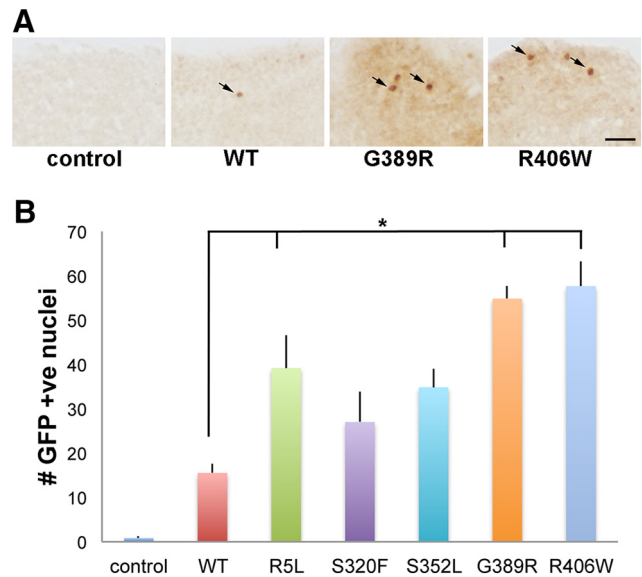 A
control WT G389R R406W
B
*
# GFP +ve nuclei
70
60
50
40
30
20
10
0
control WT R5L S320F S352L G389R R406W